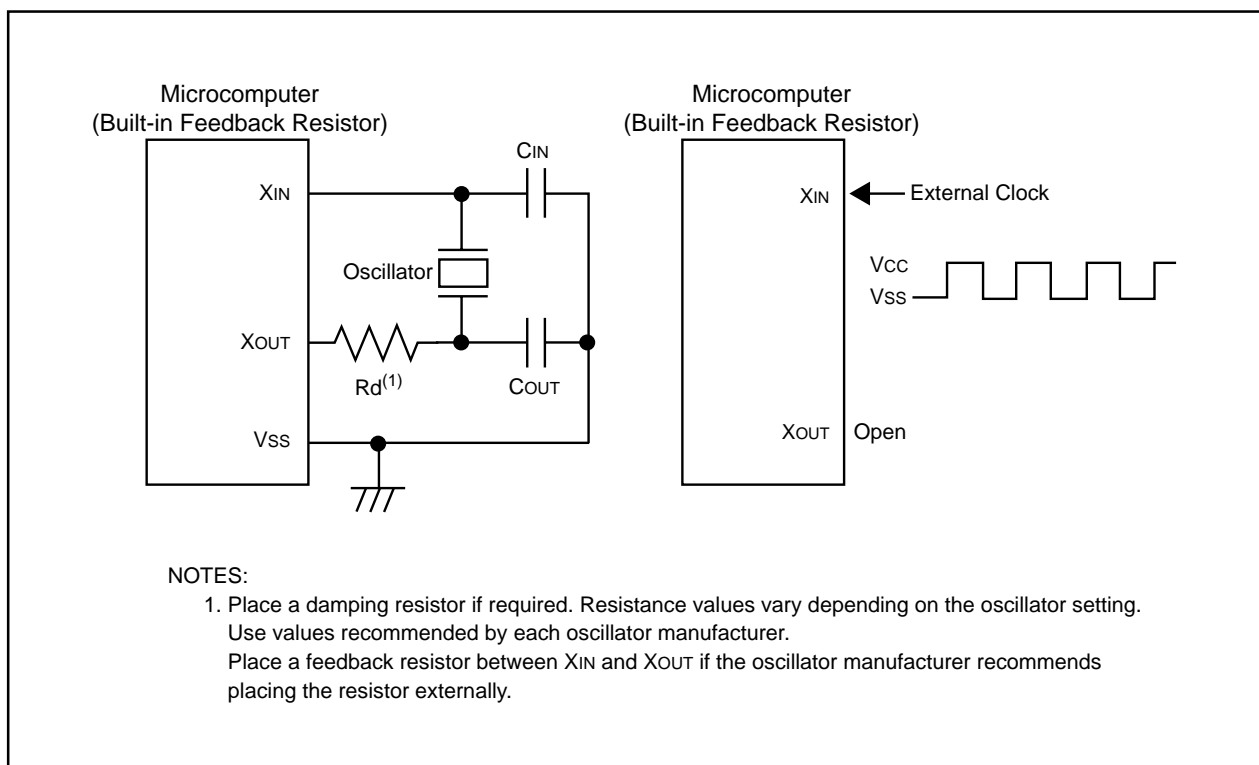 Microcomputer
(Built-in Feedback Resistor)
XIN
CIN
Oscillator
XOUT
Rd(1)
COUT
VSS
Microcomputer
(Built-in Feedback Resistor)
XIN
External Clock
VCC
VSS
XOUT
Open
NOTES:
1. Place a damping resistor if required. Resistance values vary depending on the oscillator setting.
Use values recommended by each oscillator manufacturer.
Place a feedback resistor between XIN and XOUT if the oscillator manufacturer recommends
placing the resistor externally.